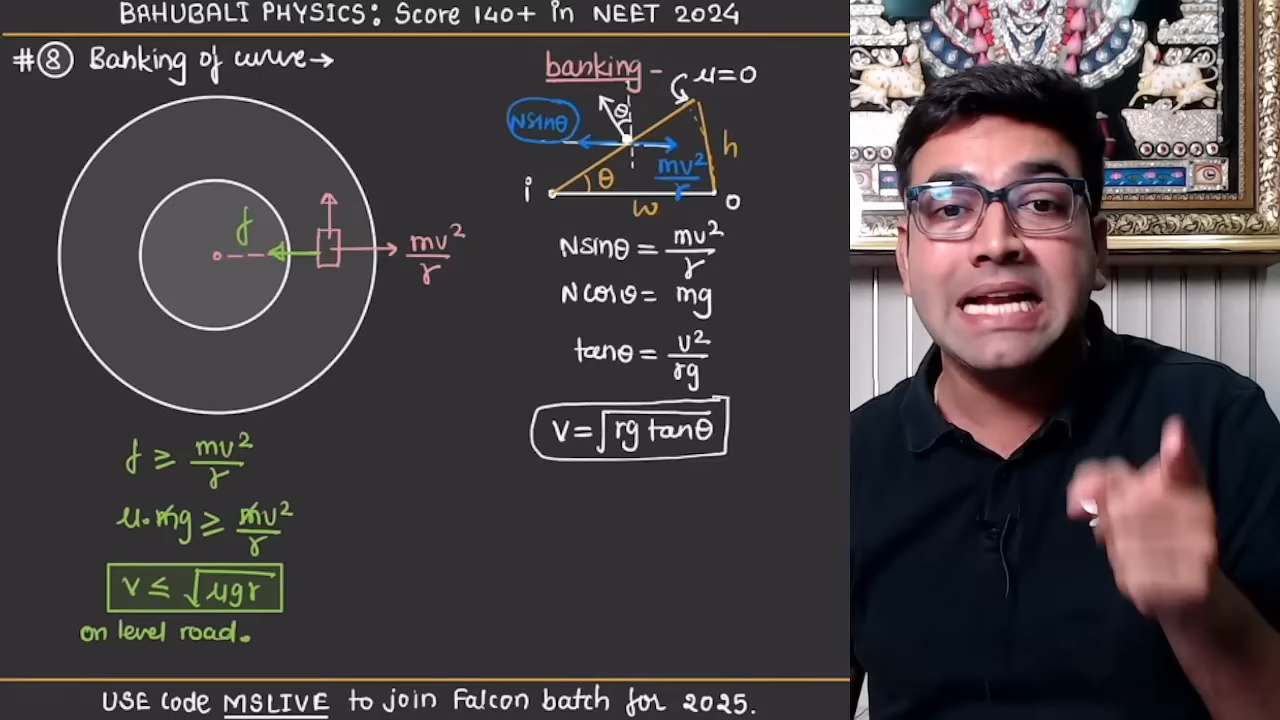 BAHUBALI PHYSICS: Score 140+ in NEET 2024
#⑧ Banking of curve→
banking -
μ=0
θ
Nsinθ
mv²/r
h
θ
i
o
w
f
mv²/r
Nsinθ = mv²/r
Ncosθ = mg
tanθ = v²/rg
V=√rg tanθ
f ≥ mv²/r
μ.mg ≥ mv²/r
v ≤ √μgr
on level road.
USE Code MSLIVE to join Falcon batch for 2025.